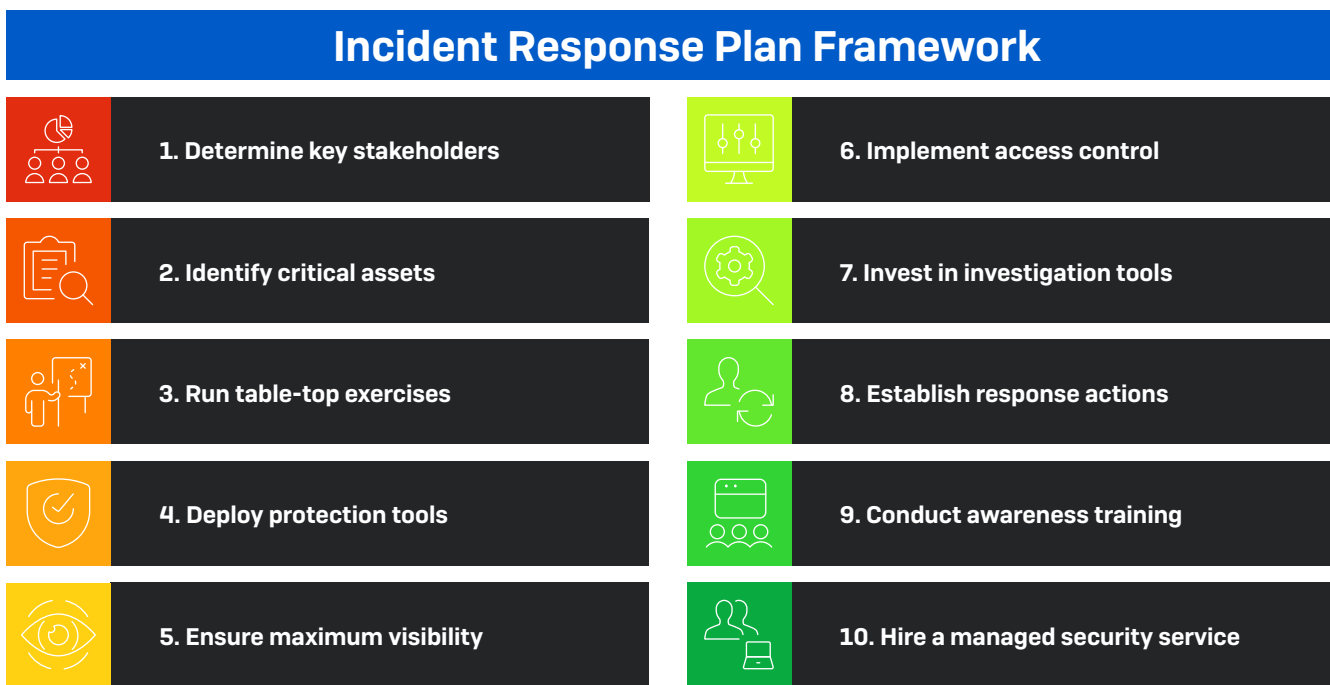 Incident Response Plan Framework
1. Determine key stakeholders
2. Identify critical assets
3. Run table-top exercises
4. Deploy protection tools
5. Ensure maximum visibility
6. Implement access control
7. Invest in investigation tools
8. Establish response actions
9. Conduct awareness training
10. Hire a managed security service